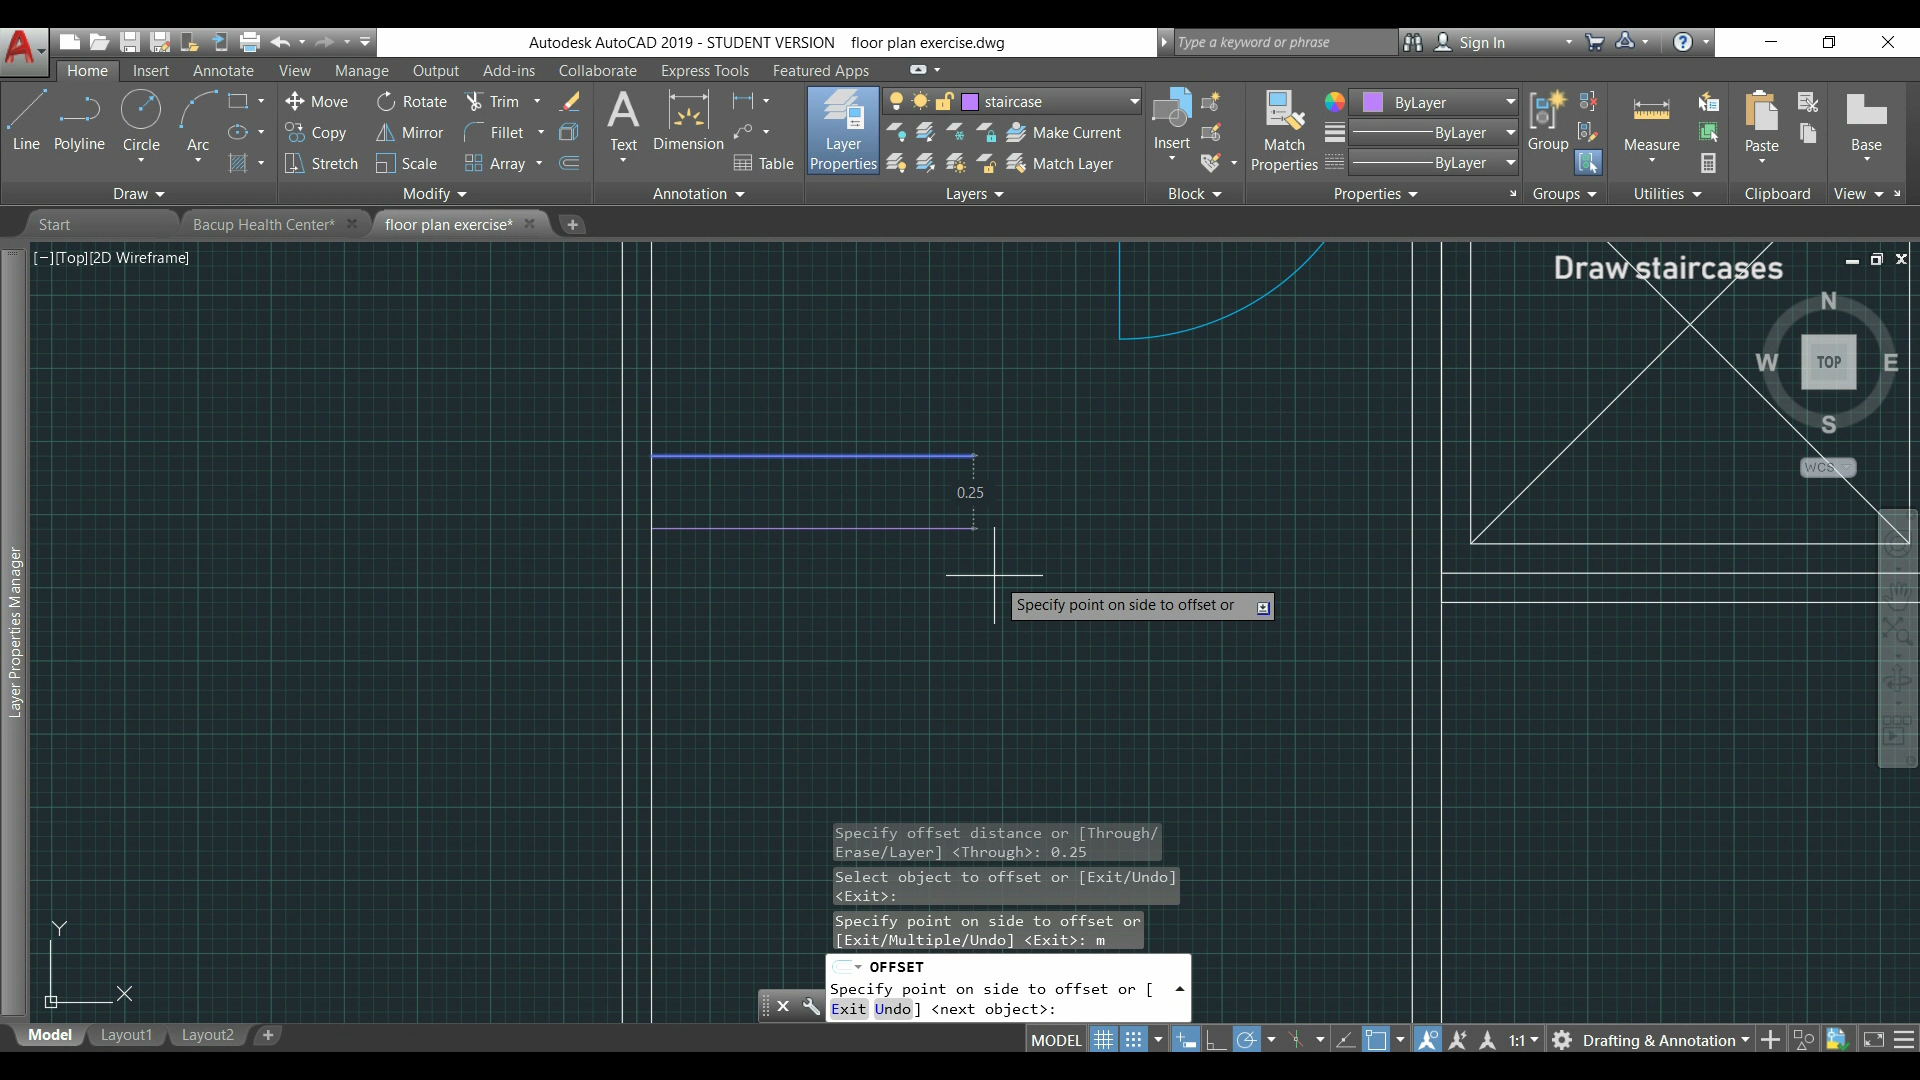 Autodesk AutoCAD 2019 - STUDENT VERSION floor plan exercise.dwg
Type a keyword or phrase
Sign In
Home Insert Annotate View Manage Output Add-ins Collaborate Express Tools Featured Apps
Line Polyline Circle Arc
Move Rotate Trim
Copy Mirror Fillet
Stretch Scale Array
Text Dimension Table
Layer Properties
staircase
Make Current
Match Layer
Insert
Match Properties
ByLayer
ByLayer
ByLayer
Group Measure Paste Base
Draw Modify Annotation Layers Block Properties Groups Utilities Clipboard View
Start Bacup Health Center* floor plan exercise*
[−][Top][2D Wireframe]
Draw staircases
N
W TOP E
S
WCS
0.25
Specify point on side to offset or
Layer Properties Manager
Specify offset distance or [Through/
Erase/Layer] <Through>: 0.25
Select object to offset or [Exit/Undo]
<Exit>:
Specify point on side to offset or
[Exit/Multiple/Undo] <Exit>: m
OFFSET
Specify point on side to offset or [
Exit Undo] <next object>:
Y
X
Model Layout1 Layout2
MODEL 1:1 Drafting & Annotation